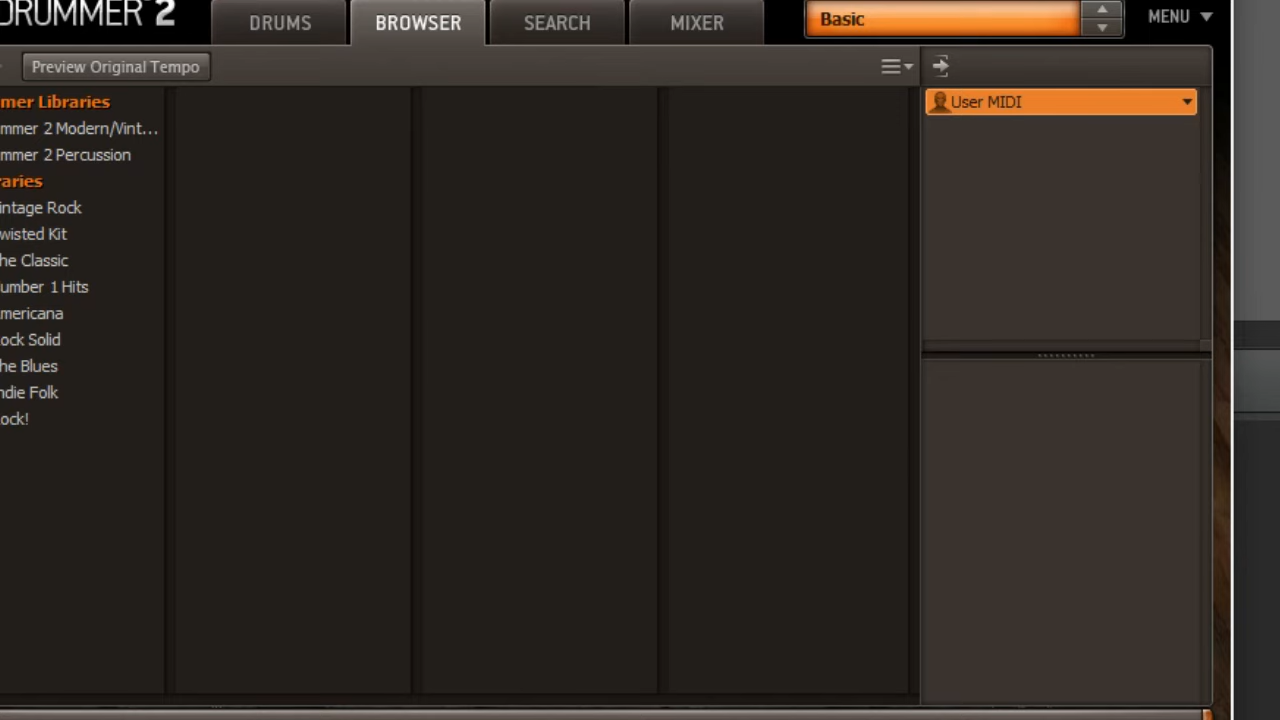 DRUMMER 2
DRUMS
BROWSER
SEARCH
MIXER
Basic
MENU
Preview Original Tempo
mer Libraries
User MIDI
mmer 2 Modern/Vint...
mmer 2 Percussion
raries
intage Rock
wisted Kit
he Classic
umber 1 Hits
mericana
ock Solid
he Blues
ndie Folk
ock!